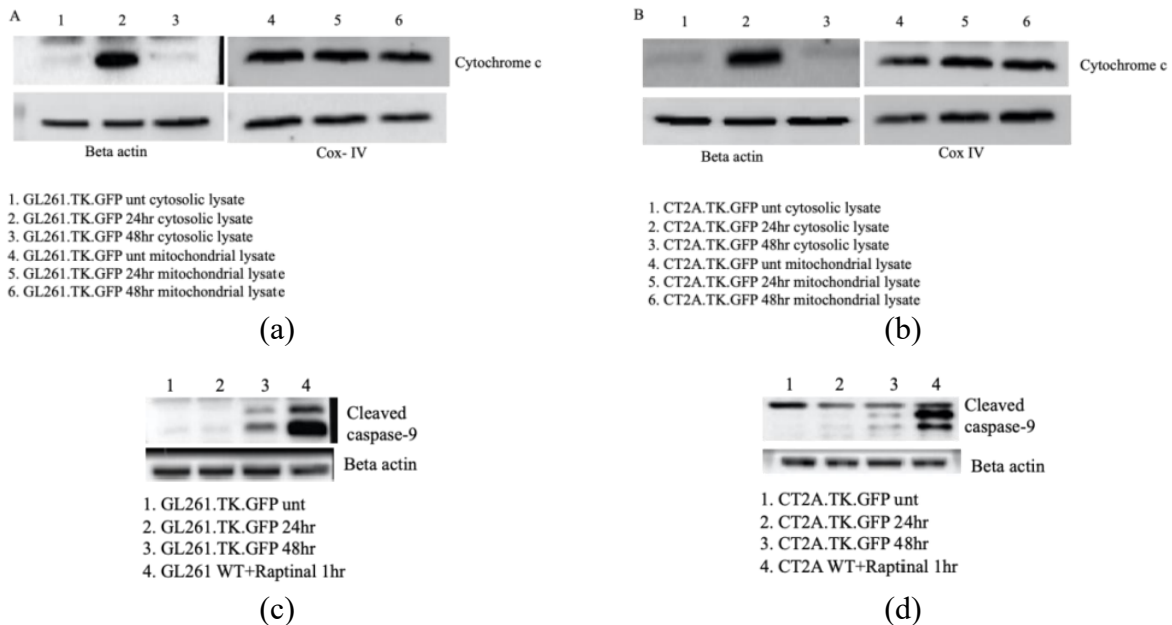 A
1 2 3 4 5 6
Cytochrome c
Beta actin Cox- IV
1. GL261.TK.GFP unt cytosolic lysate
2. GL261.TK.GFP 24hr cytosolic lysate
3. GL261.TK.GFP 48hr cytosolic lysate
4. GL261.TK.GFP unt mitochondrial lysate
5. GL261.TK.GFP 24hr mitochondrial lysate
6. GL261.TK.GFP 48hr mitochondrial lysate
(a)
B
1 2 3 4 5 6
Cytochrome c
Beta actin Cox IV
1. CT2A.TK.GFP unt cytosolic lysate
2. CT2A.TK.GFP 24hr cytosolic lysate
3. CT2A.TK.GFP 48hr cytosolic lysate
4. CT2A.TK.GFP unt mitochondrial lysate
5. CT2A.TK.GFP 24hr mitochondrial lysate
6. CT2A.TK.GFP 48hr mitochondrial lysate
(b)
1 2 3 4
Cleaved
caspase-9
Beta actin
1. GL261.TK.GFP unt
2. GL261.TK.GFP 24hr
3. GL261.TK.GFP 48hr
4. GL261 WT+Raptinal 1hr
(c)
1 2 3 4
Cleaved
caspase-9
Beta actin
1. CT2A.TK.GFP unt
2. CT2A.TK.GFP 24hr
3. CT2A.TK.GFP 48hr
4. CT2A WT+Raptinal 1hr
(d)